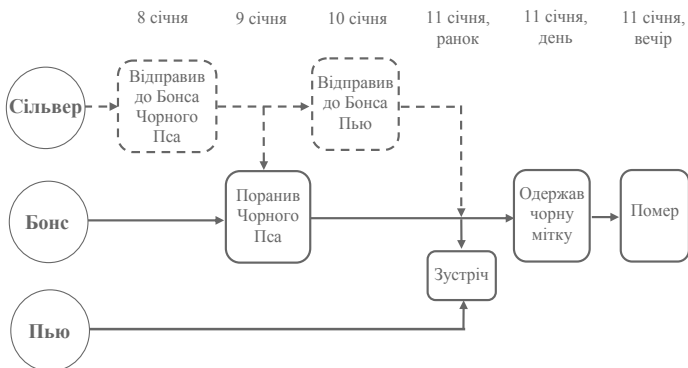 8 січня
9 січня
10 січня
11 січня,
ранок
11 січня,
день
11 січня,
вечір
Сільвер
Відправив
до Бонса
Чорного
Пса
Відправив
до Бонса
Пью
Бонс
Поранив
Чорного
Пса
Одержав
чорну
мітку
Помер
Зустріч
Пью